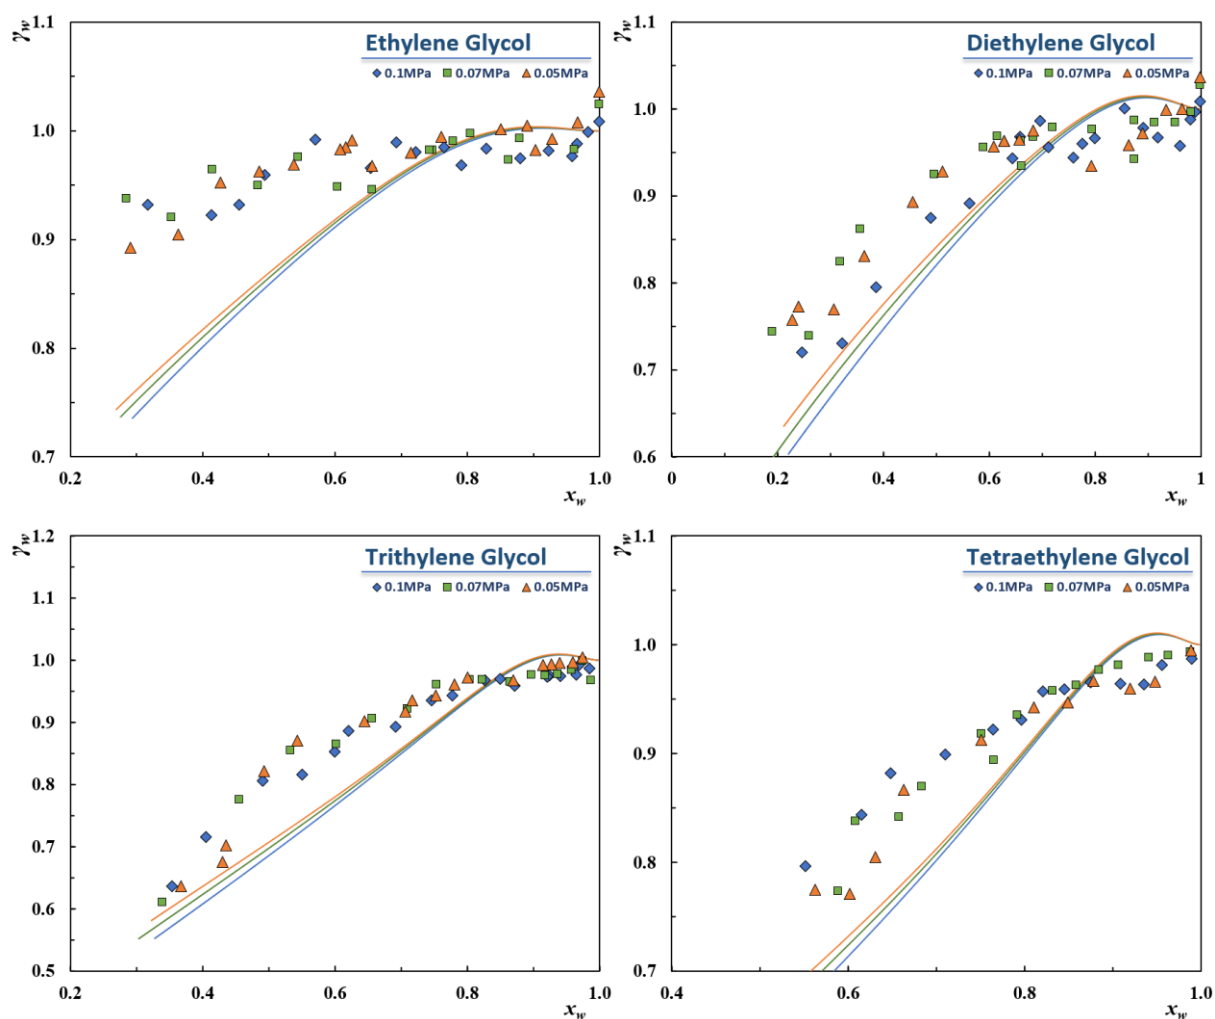 γw 1.1
Ethylene Glycol
0.1MPa 0.07MPa 0.05MPa
1.0
0.9
0.8
0.7
0.2 0.4 0.6 0.8 1.0
xw
γw 1.1
Diethylene Glycol
0.1MPa 0.07MPa 0.05MPa
1.0
0.9
0.8
0.7
0.6
0 0.2 0.4 0.6 0.8 1
xw
γw 1.2
Trithylene Glycol
0.1MPa 0.07MPa 0.05MPa
1.1
1.0
0.9
0.8
0.7
0.6
0.5
0.2 0.4 0.6 0.8 1.0
xw
γw 1.1
Tetraethylene Glycol
0.1MPa 0.07MPa 0.05MPa
1.0
0.9
0.8
0.7
0.4 0.6 0.8 1.0
xw